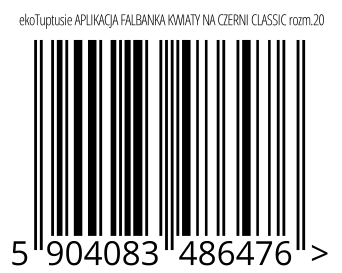 ekoTuptusie APLIKACJA FALBANKA KWIATY NA CZERNI CLASSIC rozm.20
5 904083 486476 >